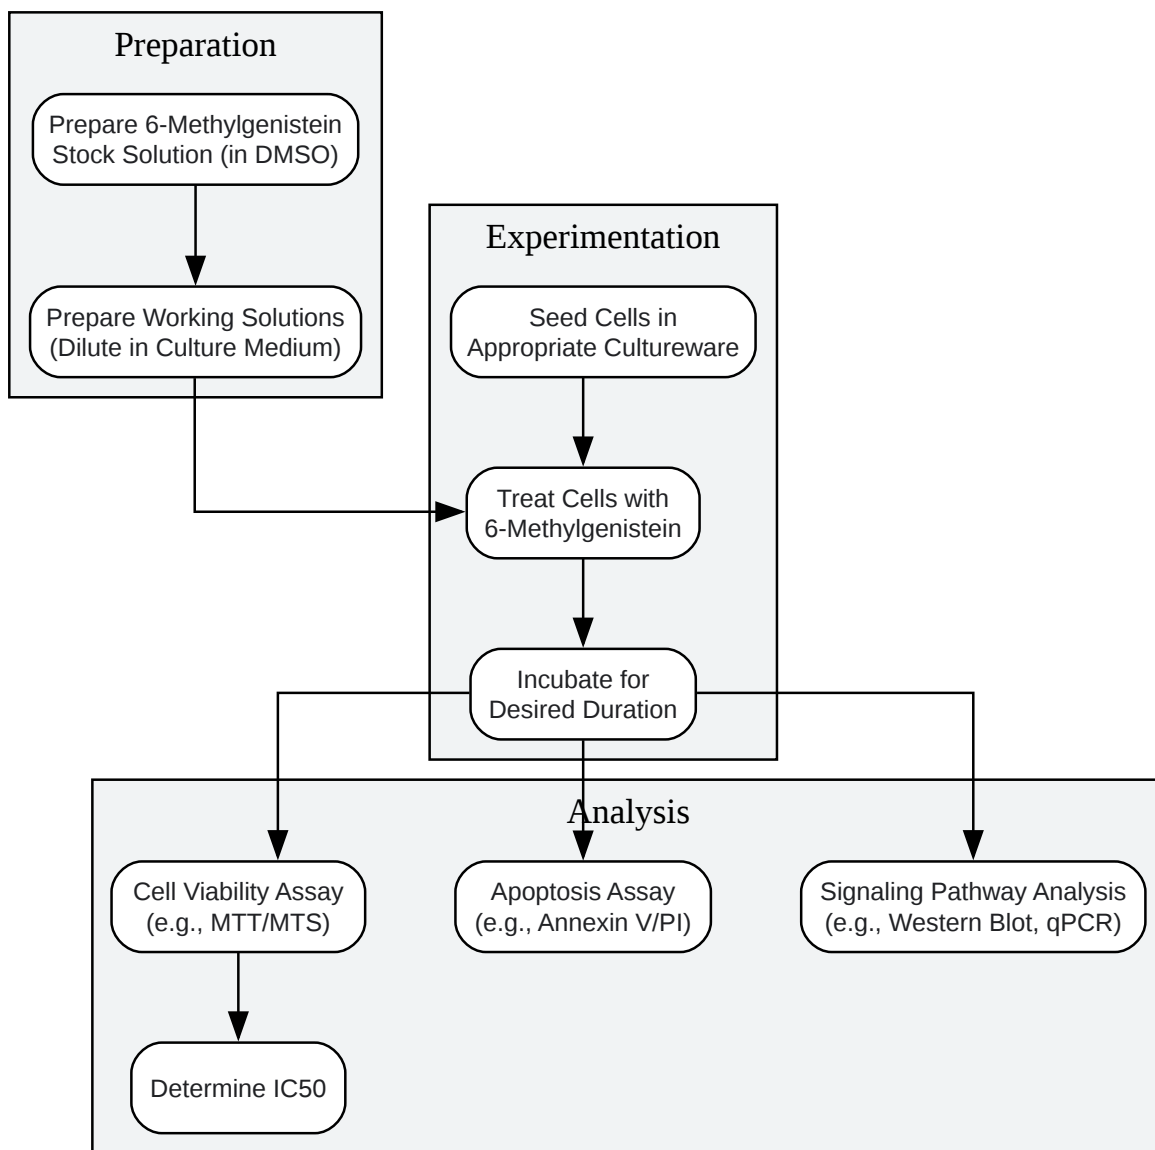 Preparation
Prepare 6-Methylgenistein
Stock Solution (in DMSO)
Prepare Working Solutions
(Dilute in Culture Medium)
Experimentation
Seed Cells in
Appropriate Cultureware
Treat Cells with
6-Methylgenistein
Incubate for
Desired Duration
Analysis
Cell Viability Assay
(e.g., MTT/MTS)
Apoptosis Assay
(e.g., Annexin V/PI)
Signaling Pathway Analysis
(e.g., Western Blot, qPCR)
Determine IC50